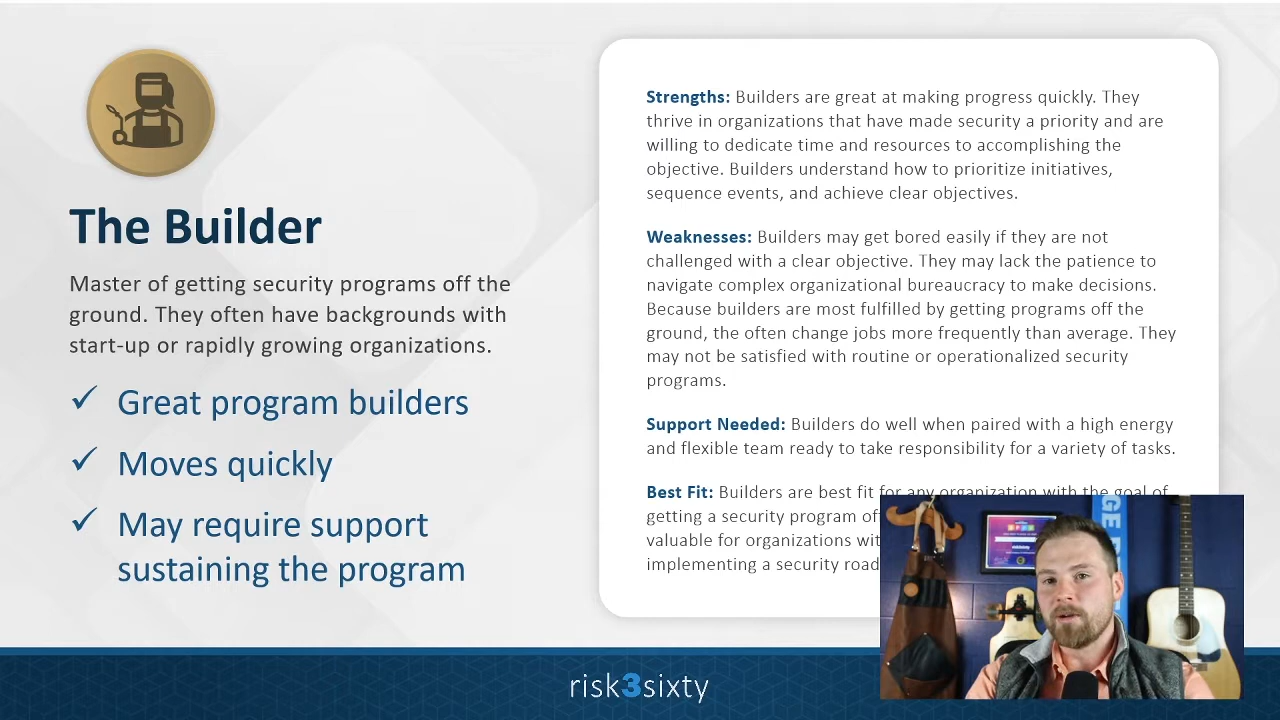 The Builder
Master of getting security programs off the
ground. They often have backgrounds with
start-up or rapidly growing organizations.
✓ Great program builders
✓ Moves quickly
✓ May require support
sustaining the program
Strengths: Builders are great at making progress quickly. They
thrive in organizations that have made security a priority and are
willing to dedicate time and resources to accomplishing the
objective. Builders understand how to prioritize initiatives,
sequence events, and achieve clear objectives.
Weaknesses: Builders may get bored easily if they are not
challenged with a clear objective. They may lack the patience to
navigate complex organizational bureaucracy to make decisions.
Because builders are most fulfilled by getting programs off the
ground, the often change jobs more frequently than average. They
may not be satisfied with routine or operationalized security
programs.
Support Needed: Builders do well when paired with a high energy
and flexible team ready to take responsibility for a variety of tasks.
Best Fit: Builders are best fit for any organization with the goal of
getting a security program
valuable for organizations
implementing a security
risk3sixty